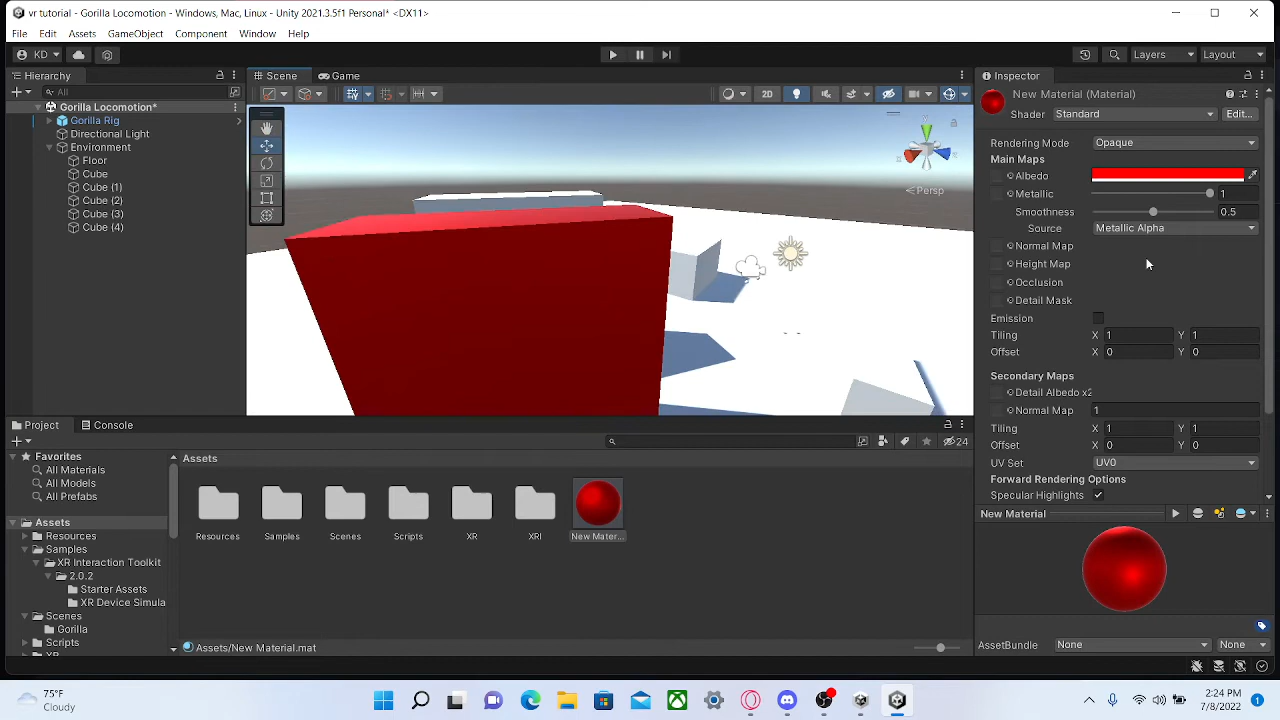 vr tutorial - Gorilla Locomotion - Windows, Mac, Linux - Unity 2021.3.5f1 Personal* <DX11>
File Edit Assets GameObject Component Window Help
KD Layers Layout
Hierarchy Scene Game Inspector
All
Gorilla Locomotion*
Gorilla Rig
Directional Light
Environment
Floor
Cube
Cube (1)
Cube (2)
Cube (3)
Cube (4)
2D
Persp
New Material (Material)
Shader Standard Edit...
Rendering Mode Opaque
Main Maps
Albedo
Metallic 1
Smoothness 0.5
Source Metallic Alpha
Normal Map
Height Map
Occlusion
Detail Mask
Emission
Tiling X 1 Y 1
Offset X 0 Y 0
Secondary Maps
Detail Albedo x2
Normal Map 1
Tiling X 1 Y 1
Offset X 0 Y 0
UV Set UV0
Forward Rendering Options
Specular Highlights
New Material
AssetBundle None None
Project Console
24
Favorites
All Materials
All Models
All Prefabs
Assets
Resources
Samples
XR Interaction Toolkit
2.0.2
Starter Assets
XR Device Simula
Scenes
Gorilla
Scripts
Assets
Resources Samples Scenes Scripts XR XRI New Mater...
Assets/New Material.mat
75°F
Cloudy
2:24 PM
7/8/2022
1